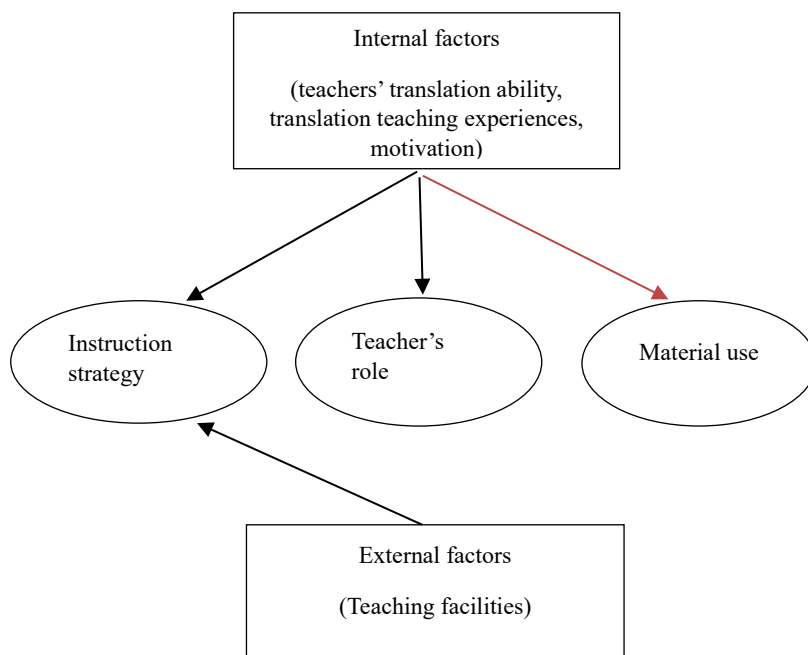 Internal factors
(teachers’ translation ability,
translation teaching experiences,
motivation)
Instruction
strategy
Teacher’s
role
Material use
External factors
(Teaching facilities)